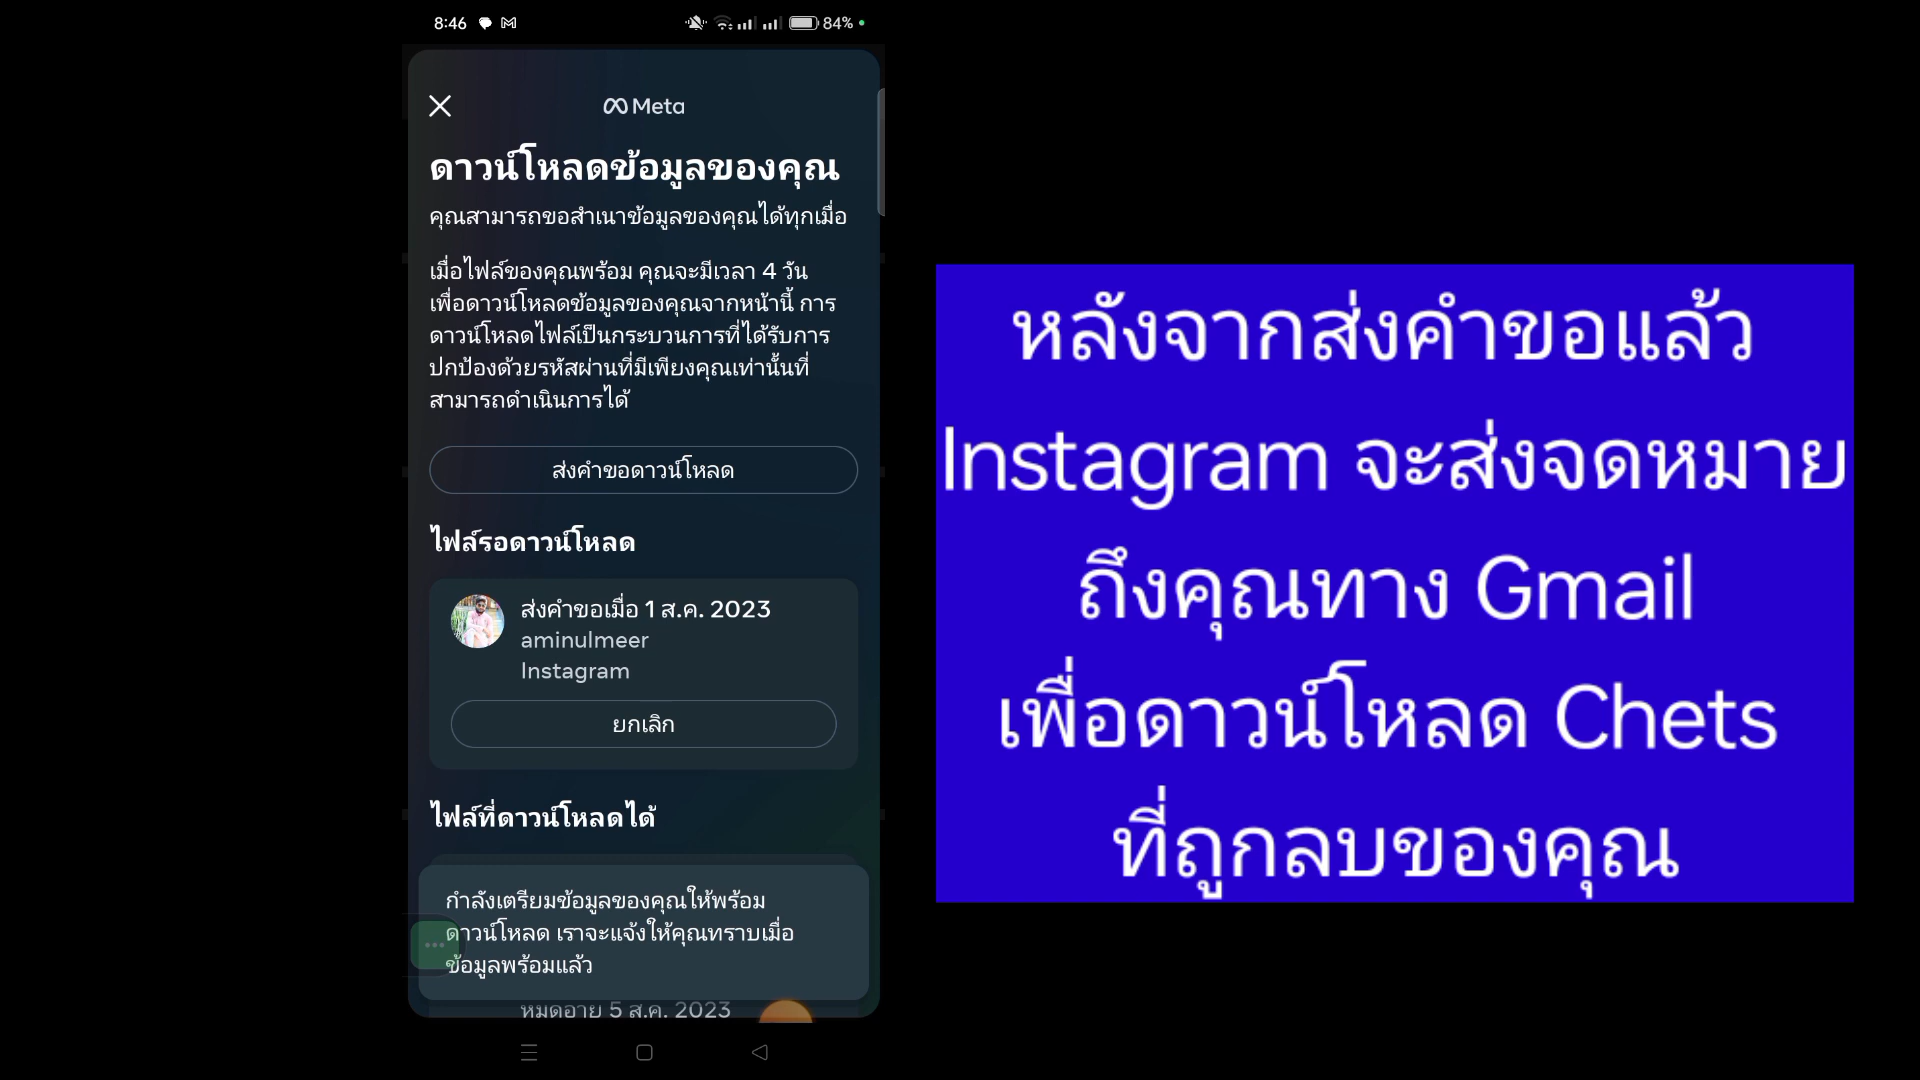 8:46
84%
Meta
ดาวน์โหลดข้อมูลของคุณ
คุณสามารถขอสำเนาข้อมูลของคุณได้ทุกเมื่อ
เมื่อไฟล์ของคุณพร้อม คุณจะมีเวลา 4 วัน
เพื่อดาวน์โหลดข้อมูลของคุณจากหน้านี้ การ
ดาวน์โหลดไฟล์เป็นกระบวนการที่ได้รับการ
ปกป้องด้วยรหัสผ่านที่มีเพียงคุณเท่านั้นที่
สามารถดำเนินการได้
ส่งคำขอดาวน์โหลด
ไฟล์รอดาวน์โหลด
ส่งคำขอเมื่อ 1 ส.ค. 2023
aminulmeer
Instagram
ยกเลิก
ไฟล์ที่ดาวน์โหลดได้
กำลังเตรียมข้อมูลของคุณให้พร้อม
ดาวน์โหลด เราจะแจ้งให้คุณทราบเมื่อ
ข้อมูลพร้อมแล้ว
หมดอายุ 5 ส.ค. 2023
หลังจากส่งคำขอแล้ว
Instagram จะส่งจดหมาย
ถึงคุณทาง Gmail
เพื่อดาวน์โหลด Chets
ที่ถูกลบของคุณ